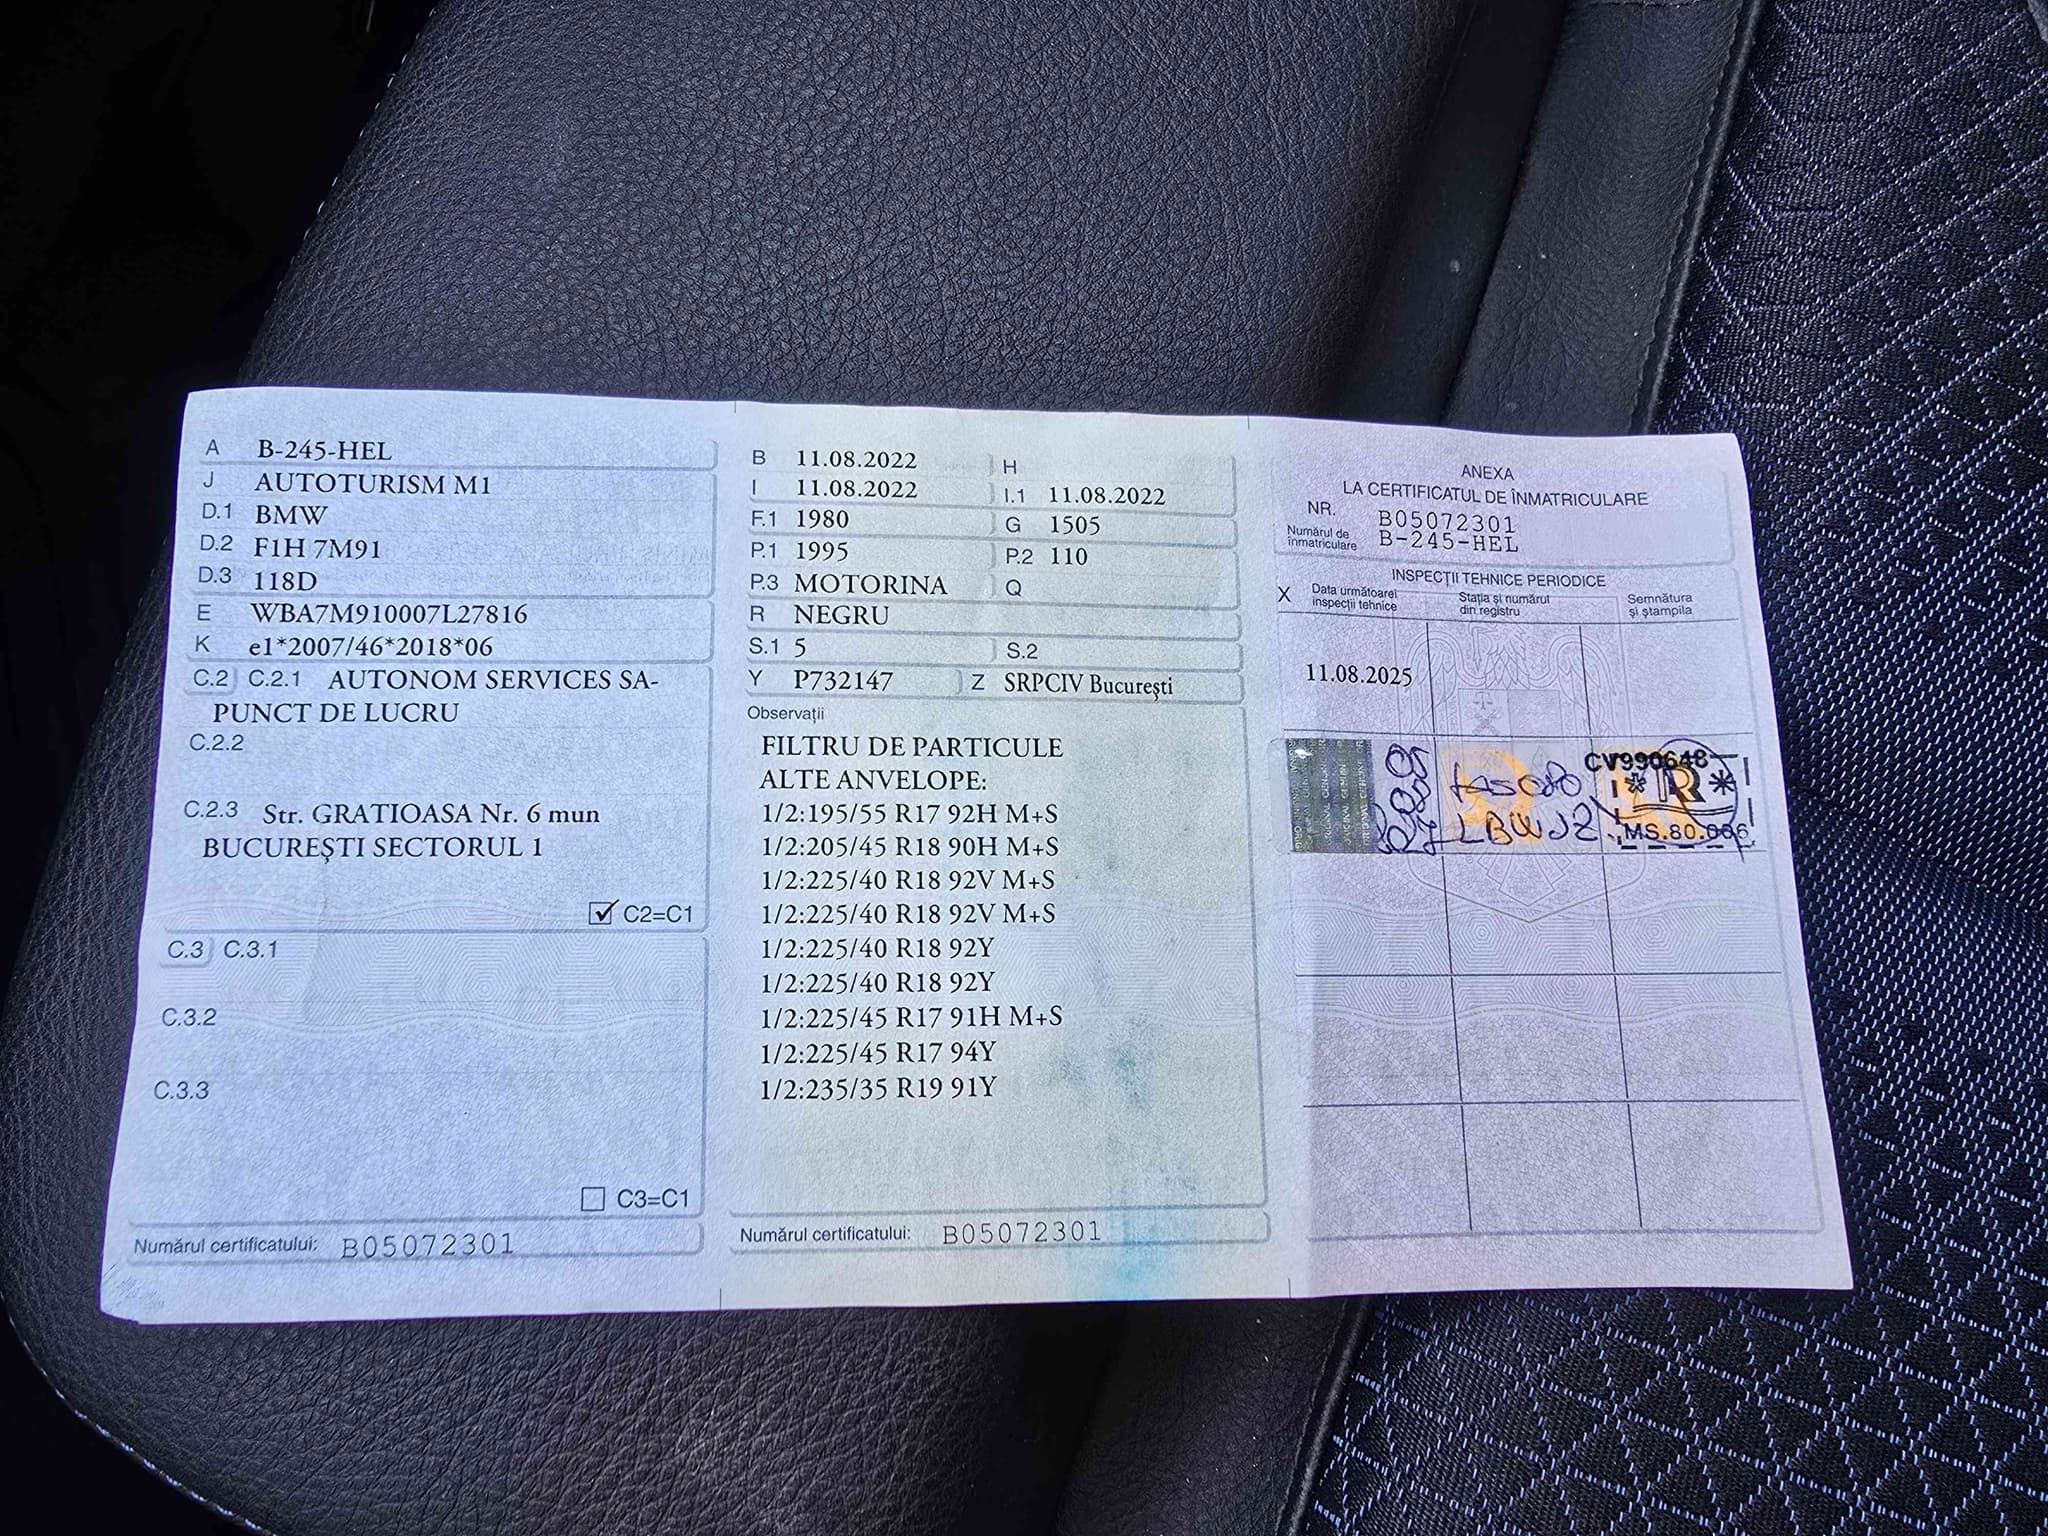 A B-245-HEL
J AUTOTURISM M1
D.1 BMW
D.2 F1H 7M91
D.3 118D
E WBA7M910007L27816
K e1*2007/46*2018*06
C.2 C.2.1 AUTONOM SERVICES SA-
PUNCT DE LUCRU
C.2.2
C.2.3 Str. GRATIOASA Nr. 6 mun
BUCUREȘTI SECTORUL 1
C2=C1
C.3 C.3.1
C.3.2
C.3.3
C3=C1
Numărul certificatului: B05072301
B 11.08.2022 H
I 11.08.2022 I.1 11.08.2022
F.1 1980 G 1505
P.1 1995 P.2 110
P.3 MOTORINA Q
R NEGRU
S.1 5 S.2
Y P732147 Z SRPCIV Bucureşti
Observaţii
FILTRU DE PARTICULE
ALTE ANVELOPE:
1/2:195/55 R17 92H M+S
1/2:205/45 R18 90H M+S
1/2:225/40 R18 92V M+S
1/2:225/40 R18 92V M+S
1/2:225/40 R18 92Y
1/2:225/40 R18 92Y
1/2:225/45 R17 91H M+S
1/2:225/45 R17 94Y
1/2:235/35 R19 91Y
Numărul certificatului: B05072301
ANEXA
LA CERTIFICATUL DE ÎNMATRICULARE
NR. B05072301
Numărul de
înmatriculare B-245-HEL
INSPECŢII TEHNICE PERIODICE
X Data următoarei
inspecţii tehnice
Staţia şi numărul
din registru
Semnătura
şi ştampila
11.08.2025
CV990648
* RR *
LBWJZ
MS.80.006